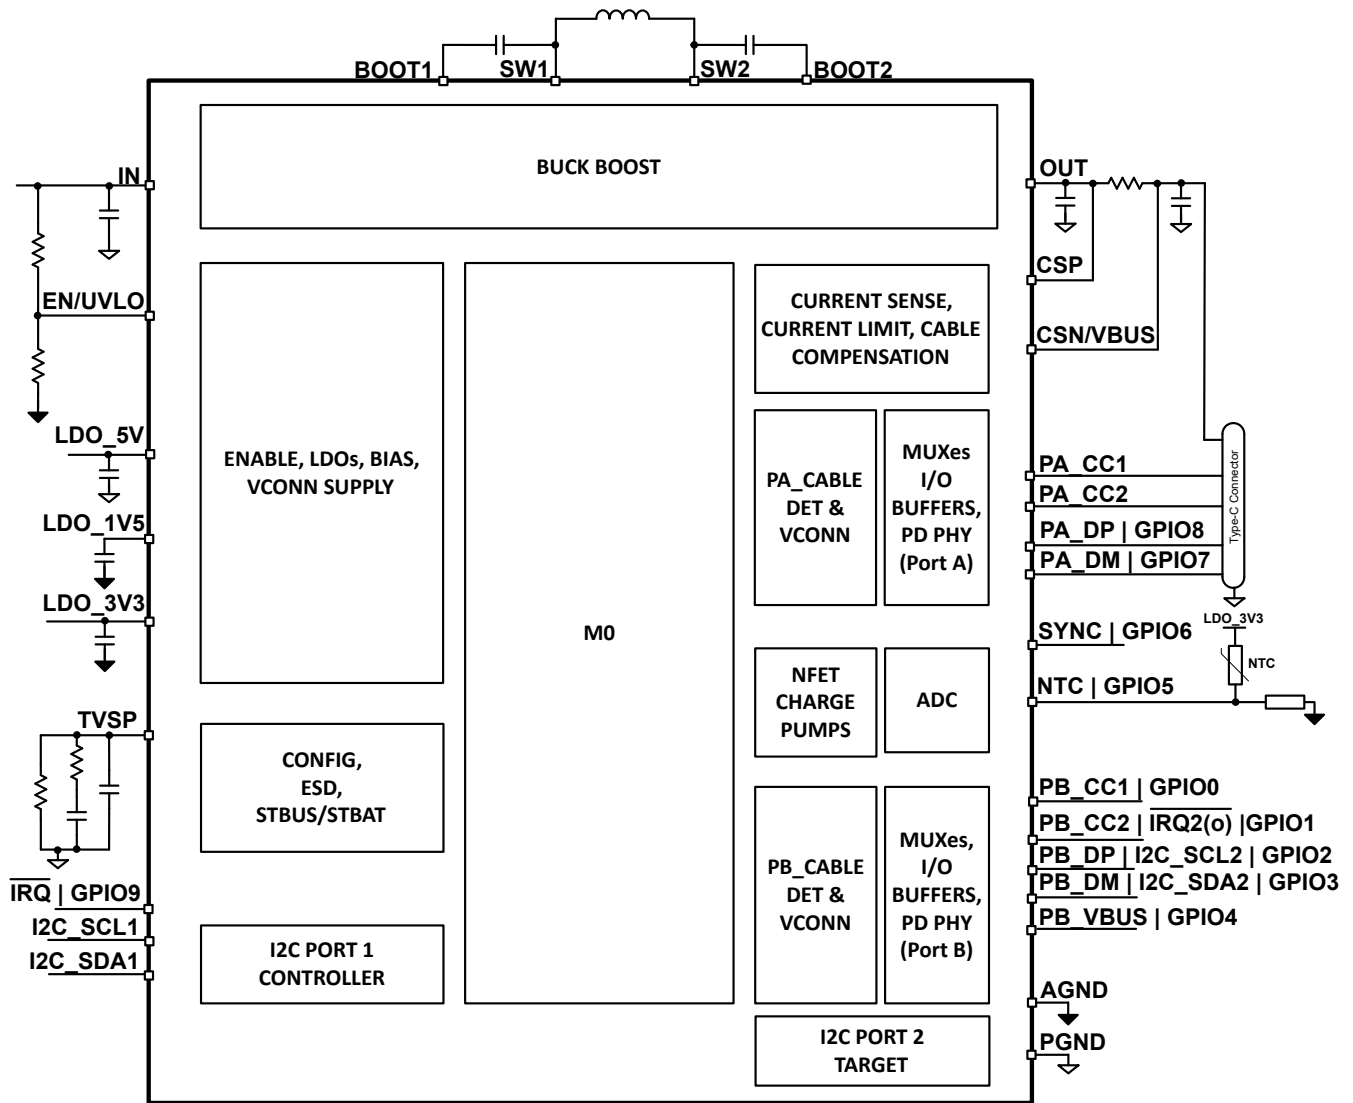 BOOT1
SW1
SW2
BOOT2
BUCK BOOST
IN
OUT
CSP
CURRENT SENSE,
CURRENT LIMIT, CABLE
COMPENSATION
EN/UVLO
CSN/VBUS
LDO_5V
ENABLE, LDOs, BIAS,
VCONN SUPPLY
PA_CABLE
DET &
VCONN
MUXes
I/O
BUFFERS,
PD PHY
(Port A)
PA_CC1
PA_CC2
PA_DP | GPIO8
PA_DM | GPIO7
Type-C Connector
LDO_1V5
LDO_3V3
M0
SYNC | GPIO6
LDO_3V3
NTC
NTC | GPIO5
NFET
CHARGE
PUMPS
ADC
TVSP
CONFIG,
ESD,
STBUS/STBAT
PB_CABLE
DET &
VCONN
MUXes,
I/O
BUFFERS,
PD PHY
(Port B)
PB_CC1 | GPIO0
PB_CC2 | IRQ2(o) |GPIO1
PB_DP | I2C_SCL2 | GPIO2
PB_DM | I2C_SDA2 | GPIO3
PB_VBUS | GPIO4
IRQ | GPIO9
I2C_SCL1
I2C_SDA1
I2C PORT 1
CONTROLLER
AGND
PGND
I2C PORT 2
TARGET